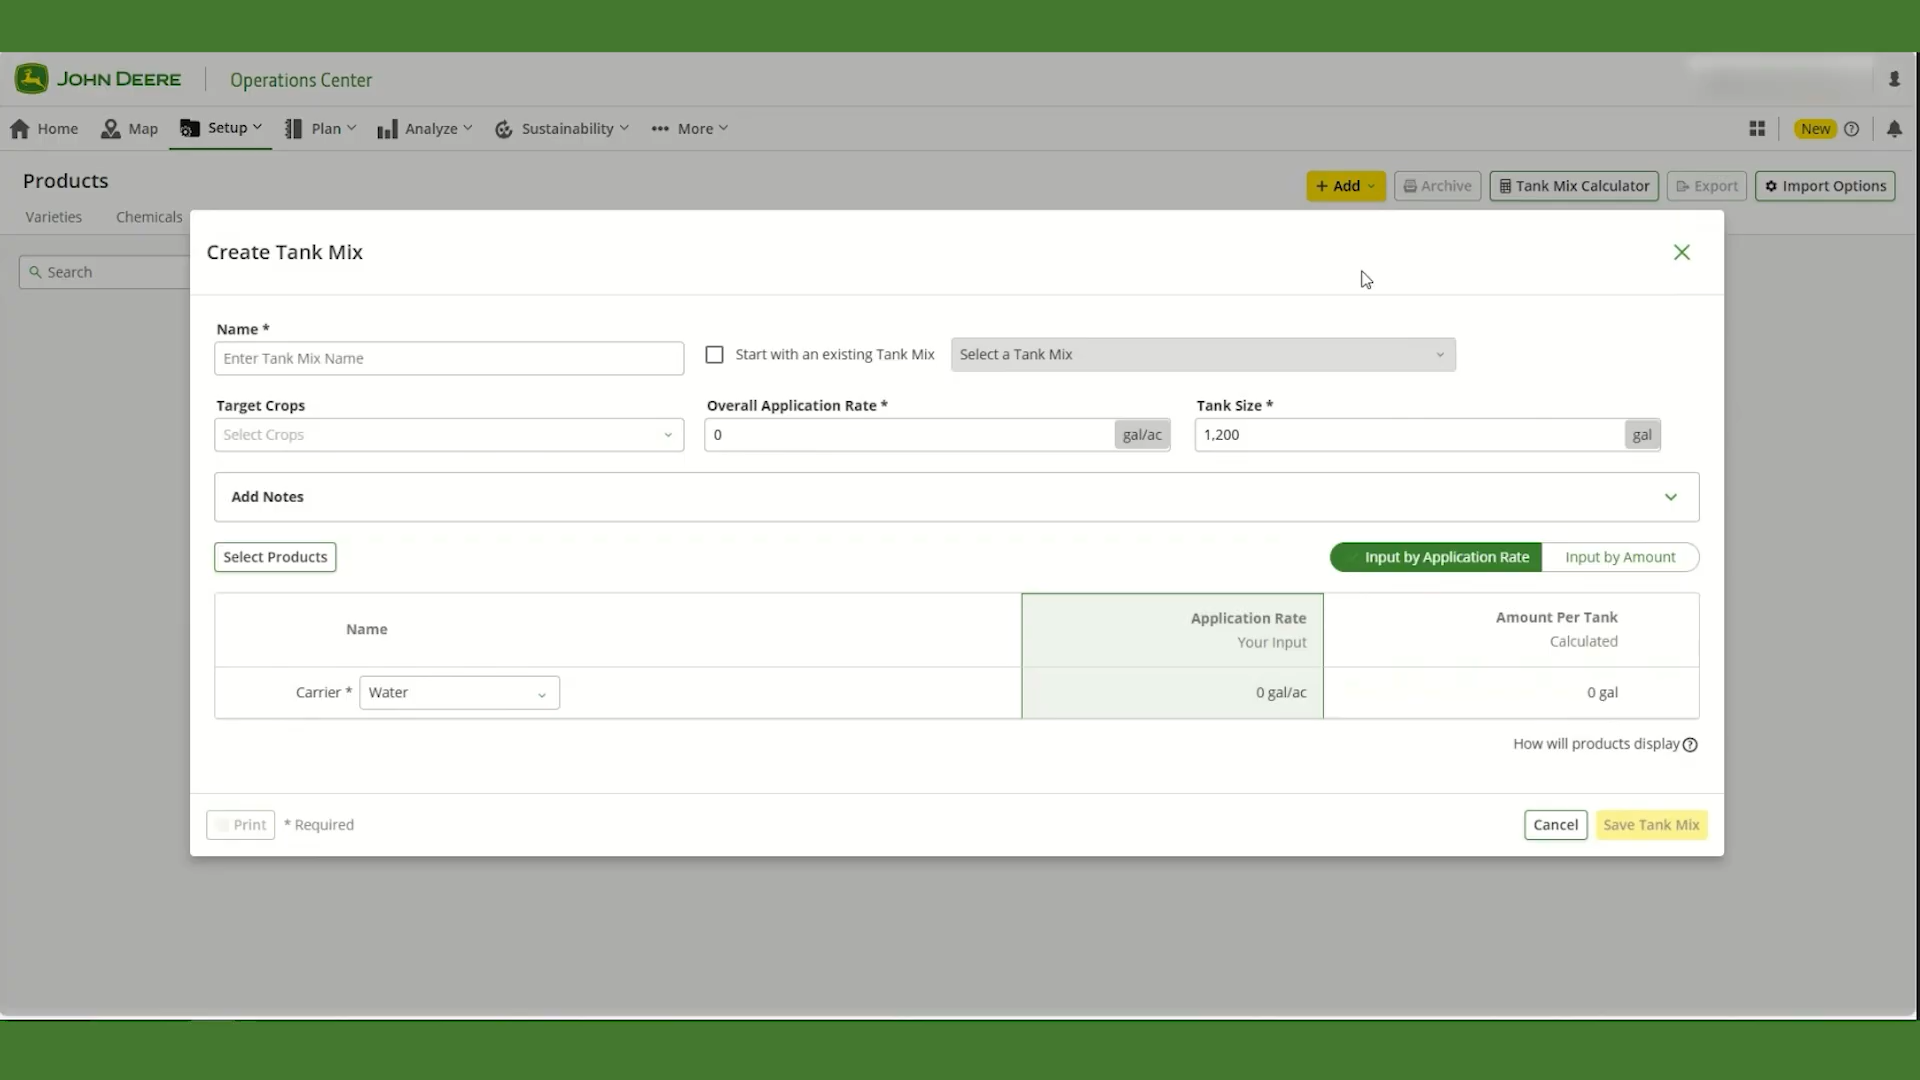 JOHN DEERE Operations Center
Home Map Setup Plan Analyze Sustainability More New
Products + Add Archive Tank Mix Calculator Export Import Options
Varieties Chemicals
Search
Create Tank Mix
Name *
Enter Tank Mix Name Start with an existing Tank Mix Select a Tank Mix
Target Crops Overall Application Rate * Tank Size *
Select Crops 0 gal/ac 1,200 gal
Add Notes
Select Products Input by Application Rate Input by Amount
Name Application Rate Amount Per Tank
Your Input Calculated
Carrier * Water 0 gal/ac 0 gal
How will products display
Print * Required Cancel Save Tank Mix